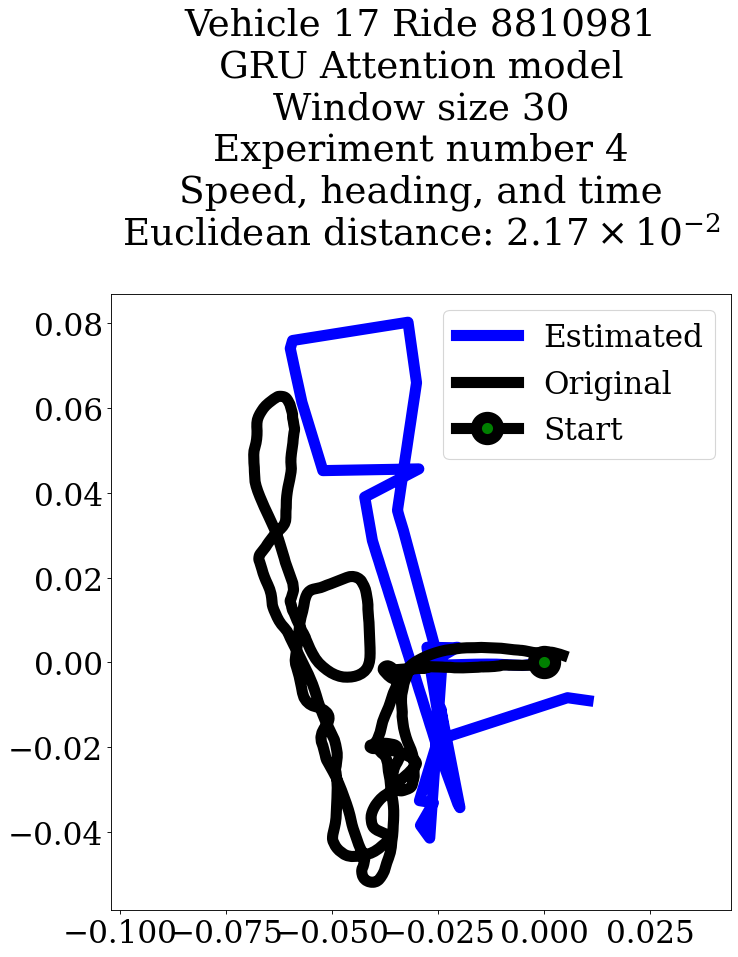 Vehicle 17 Ride 8810981
GRU Attention model
Window size 30
Experiment number 4
Speed, heading, and time
Euclidean distance: 2.17 × 10⁻²
Estimated
Original
Start
0.08
0.06
0.04
0.02
0.00
−0.02
−0.04
−0.100 −0.075 −0.050 −0.025 0.000 0.025